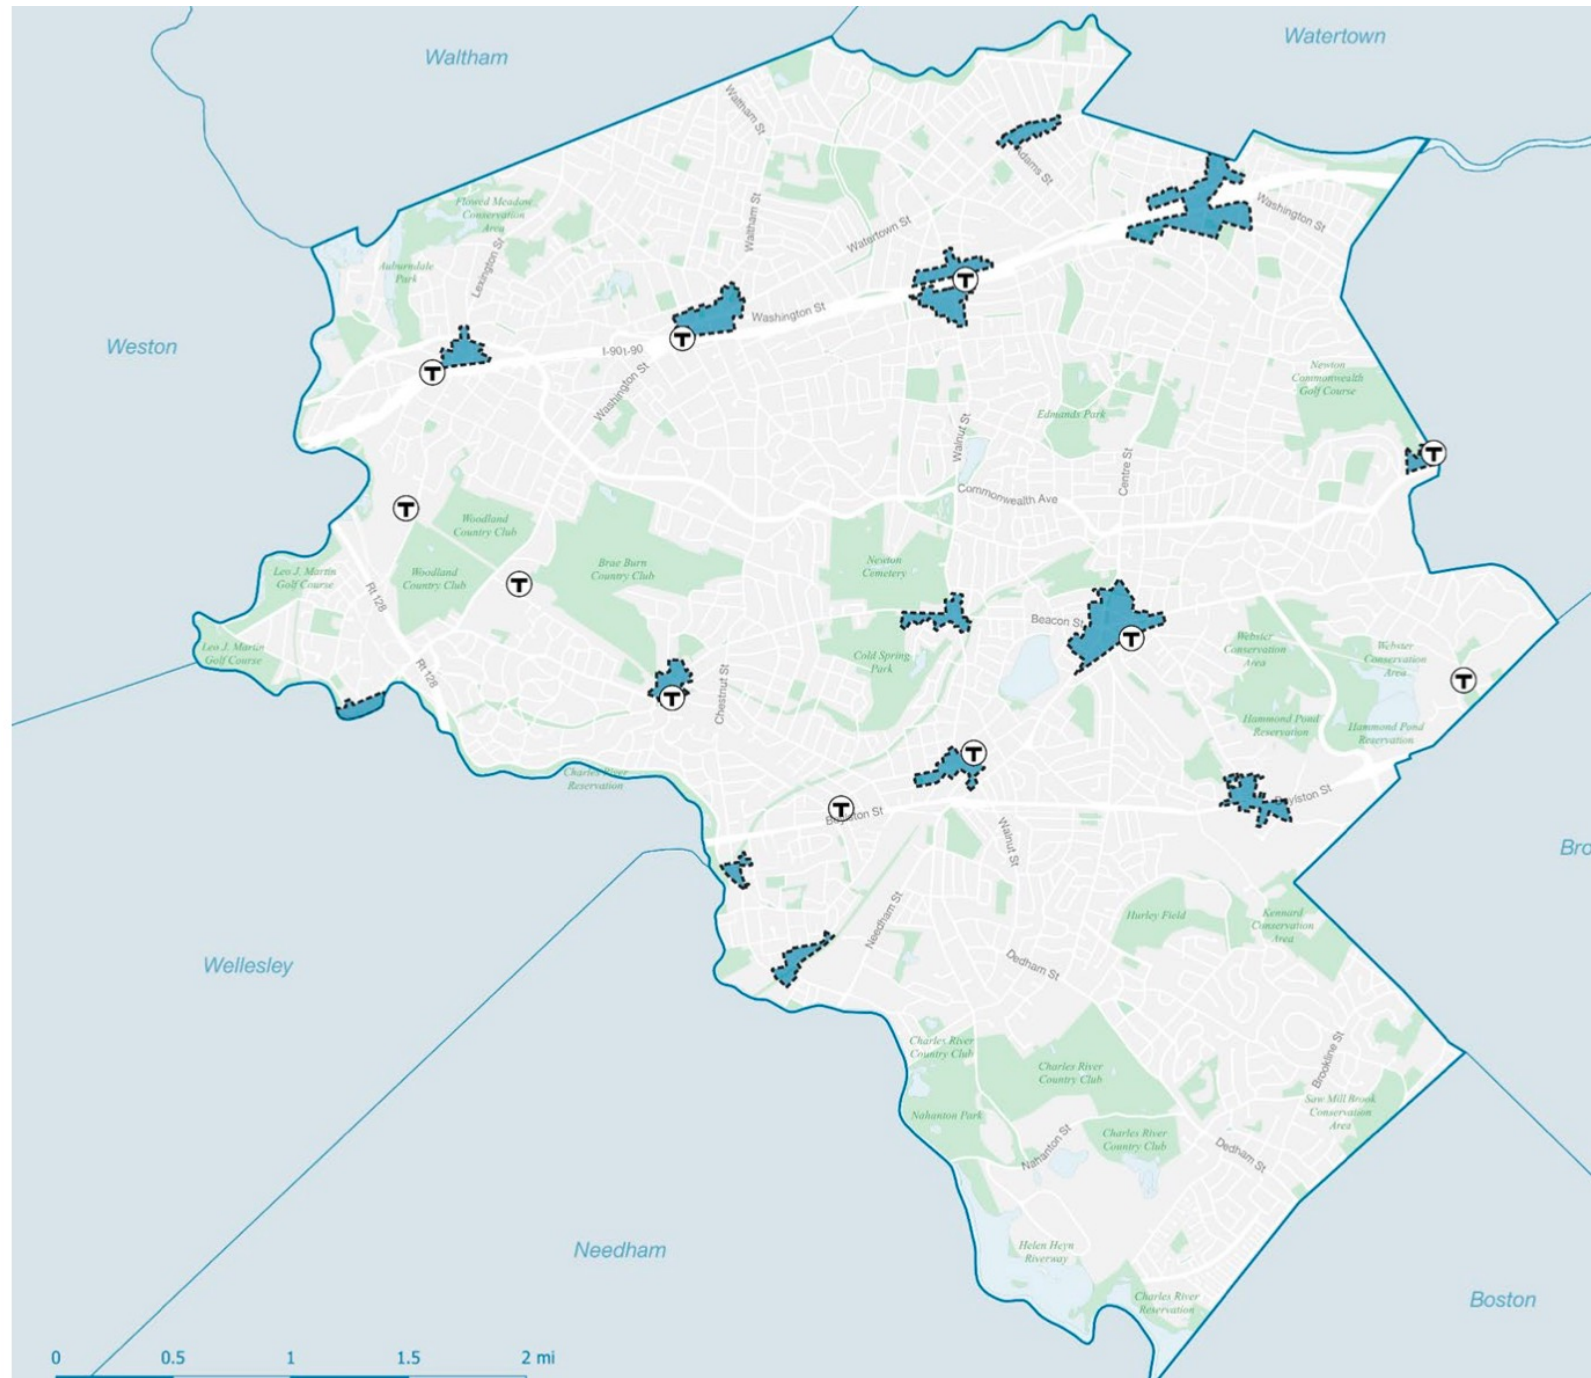 Waltham
Watertown
Waltham St
Adams St
Flowed Meadow
Conservation
Area
Washington St
Waltham St
Watertown St
Lexington St
Auburndale
Park
T
Washington St
Weston
T
I-90
I-90
T
Washington St
Newton
Commonwealth
Golf Course
Edmands Park
Walnut St
Centre St
T
Commonwealth Ave
T
Woodland
Country Club
Newton
Cemetery
Brae Burn
Country Club
Leo J. Martin
Golf Course
Woodland
Country Club
T
Rt 128
Beacon St
T
Webster
Conservation
Area
Webster
Conservation
Area
Leo J. Martin
Golf Course
Cold Spring
Park
Rt 128
T
Chestnut St
T
Hammond Pond
Reservation
Hammond Pond
Reservation
T
Charles River
Reservation
T
Boylston St
Boylston St
Walnut St
Bro
Hurley Field
Kennard
Conservation
Area
Needham St
Wellesley
Dedham St
Charles River
Country Club
Charles River
Country Club
Brookline St
Saw Mill Brook
Conservation
Area
Nahanton Park
Charles River
Country Club
Nahanton St
Dedham St
Needham
Helen Heyn
Riverway
Charles River
Reservation
Boston
0 0.5 1 1.5 2 mi